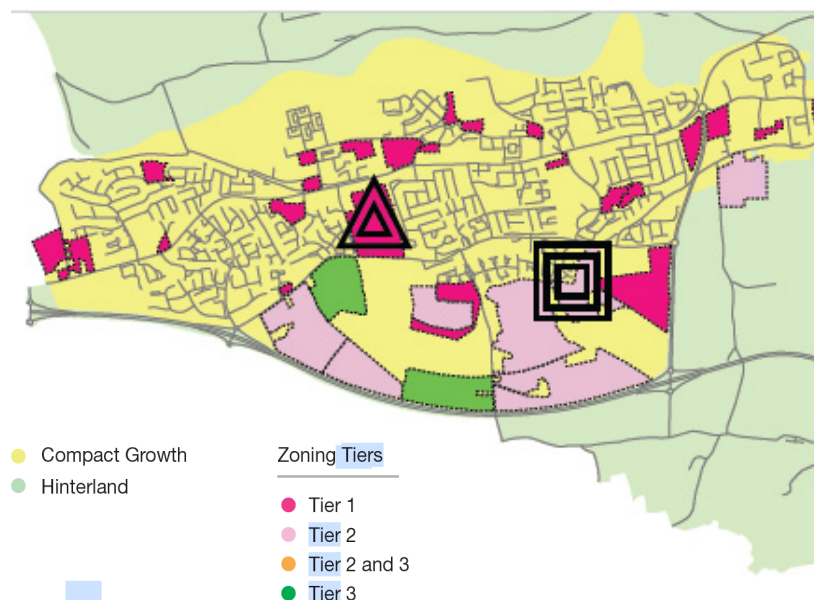 Compact Growth
Hinterland
Zoning Tiers
Tier 1
Tier 2
Tier 2 and 3
Tier 3